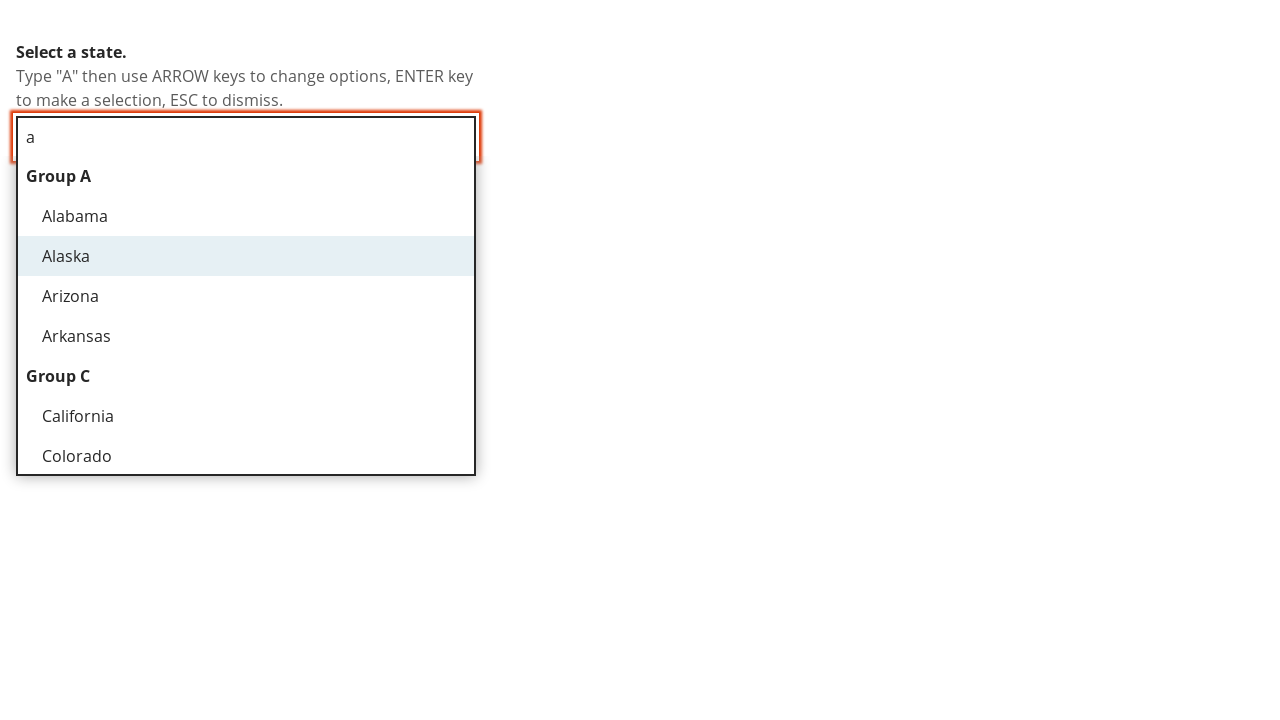 Select a state.
Type "A" then use ARROW keys to change options, ENTER key
to make a selection, ESC to dismiss.
a
Group A
Alabama
Alaska
Arizona
Arkansas
Group C
California
Colorado